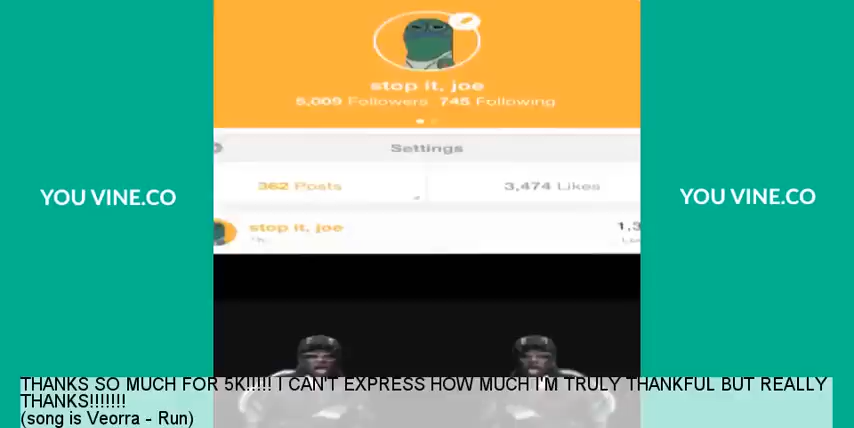 stop it, joe
5,009 Followers 745 Following
Settings
362 Posts
3,474 Likes
stop it, joe
1,3
YOU VINE.CO
YOU VINE.CO
THANKS SO MUCH FOR 5K!!!!! I CAN'T EXPRESS HOW MUCH I'M TRULY THANKFUL BUT REALLY
THANKS!!!!!!!
(song is Veorra - Run)